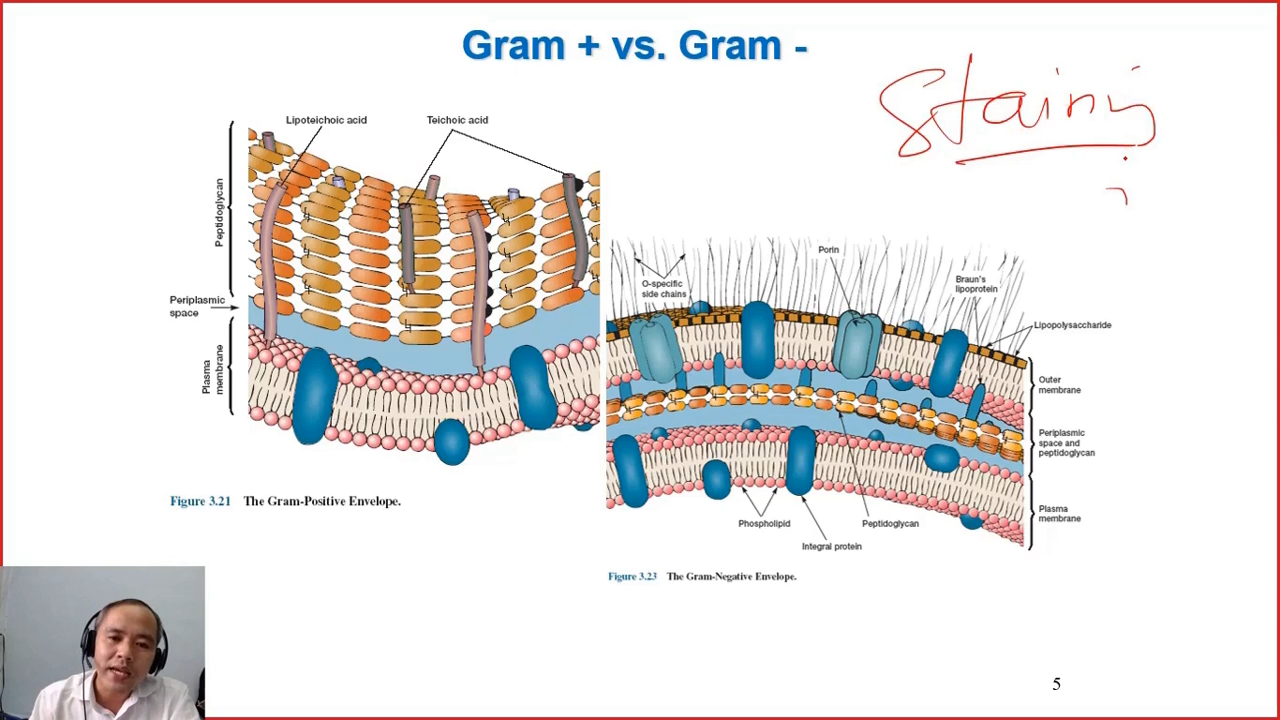 Gram + vs. Gram -
Staining
Lipoteichoic acid
Teichoic acid
Peptidoglycan
Periplasmic
space
Plasma
membrane
Figure 3.21 The Gram-Positive Envelope.
O-specific
side chains
Porin
Braun's
lipoprotein
Lipopolysaccharide
Outer
membrane
Periplasmic
space and
peptidoglycan
Plasma
membrane
Phospholipid
Peptidoglycan
Integral protein
Figure 3.23 The Gram-Negative Envelope.
5